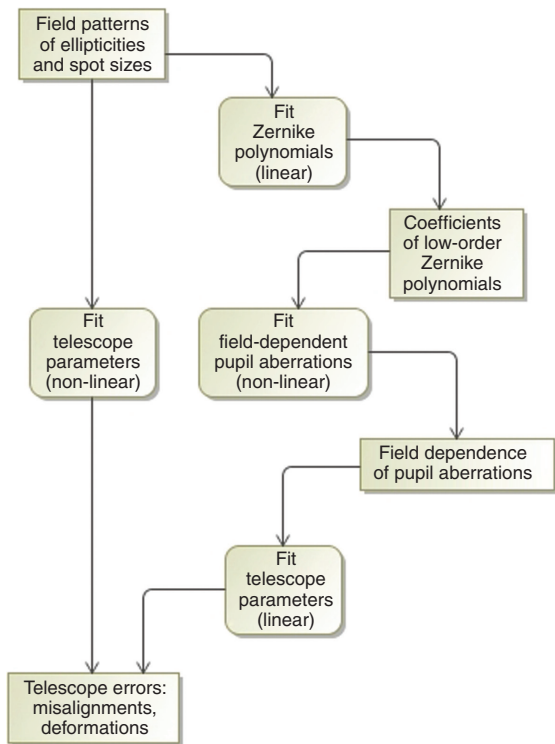 Field patterns
of ellipticities
and spot sizes
Fit
Zernike
polynomials
(linear)
Coefficients
of low-order
Zernike
polynomials
Fit
telescope
parameters
(non-linear)
Fit
field-dependent
pupil aberrations
(non-linear)
Field dependence
of pupil aberrations
Fit
telescope
parameters
(linear)
Telescope errors:
misalignments,
deformations